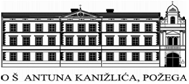 O Š ANTUNA KANIŽLIĆA, POŽEGA